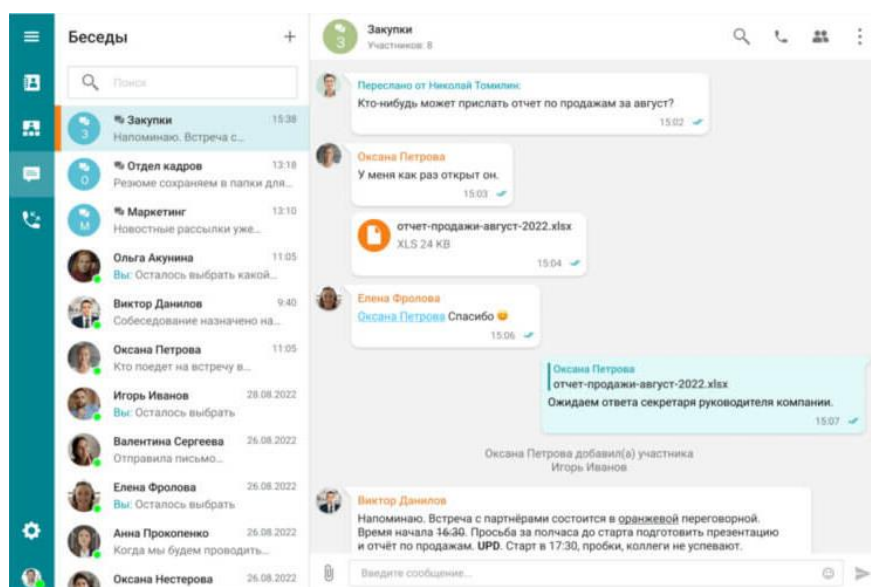 Беседы
+
Поиск
3
Закупки
15:38
Напоминаю. Встреча с...
О
Отдел кадров
13:18
Резюме сохраняем в папки для...
М
Маркетинг
13:10
Новостные рассылки уже...
Ольга Акунина
11:05
Вы: Осталось выбрать какой...
Виктор Данилов
9:40
Собеседование назначено на...
Оксана Петрова
11:05
Кто поедет на встречу в...
Игорь Иванов
28.08.2022
Вы: Осталось выбрать
Валентина Сергеева
26.08.2022
Отправила письмо...
Елена Фролова
26.08.2022
Вы: Осталось выбрать
Анна Прокопенко
26.08.2022
Когда мы будем проводить...
Оксана Нестерова
26.08.2022
3
Закупки
Участников: 8
Переслано от Николай Томилин:
Кто-нибудь может прислать отчет по продажам за август?
15:02
Оксана Петрова
У меня как раз открыт он.
15:03
отчет-продажи-август-2022.xlsx
XLS 24 KB
15:04
Елена Фролова
Оксана Петрова Спасибо 😊
15:06
Оксана Петрова
отчет-продажи-август-2022.xlsx
Ожидаем ответа секретаря руководителя компании.
15:07
Оксана Петрова добавил(а) участника
Игорь Иванов
Виктор Данилов
Напоминаю. Встреча с партнёрами состоится в оранжевой переговорной.
Время начала 16:30. Просьба за полчаса до старта подготовить презентацию
и отчёт по продажам. UPD. Старт в 17:30, пробки, коллеги не успевают.
Введите сообщение...